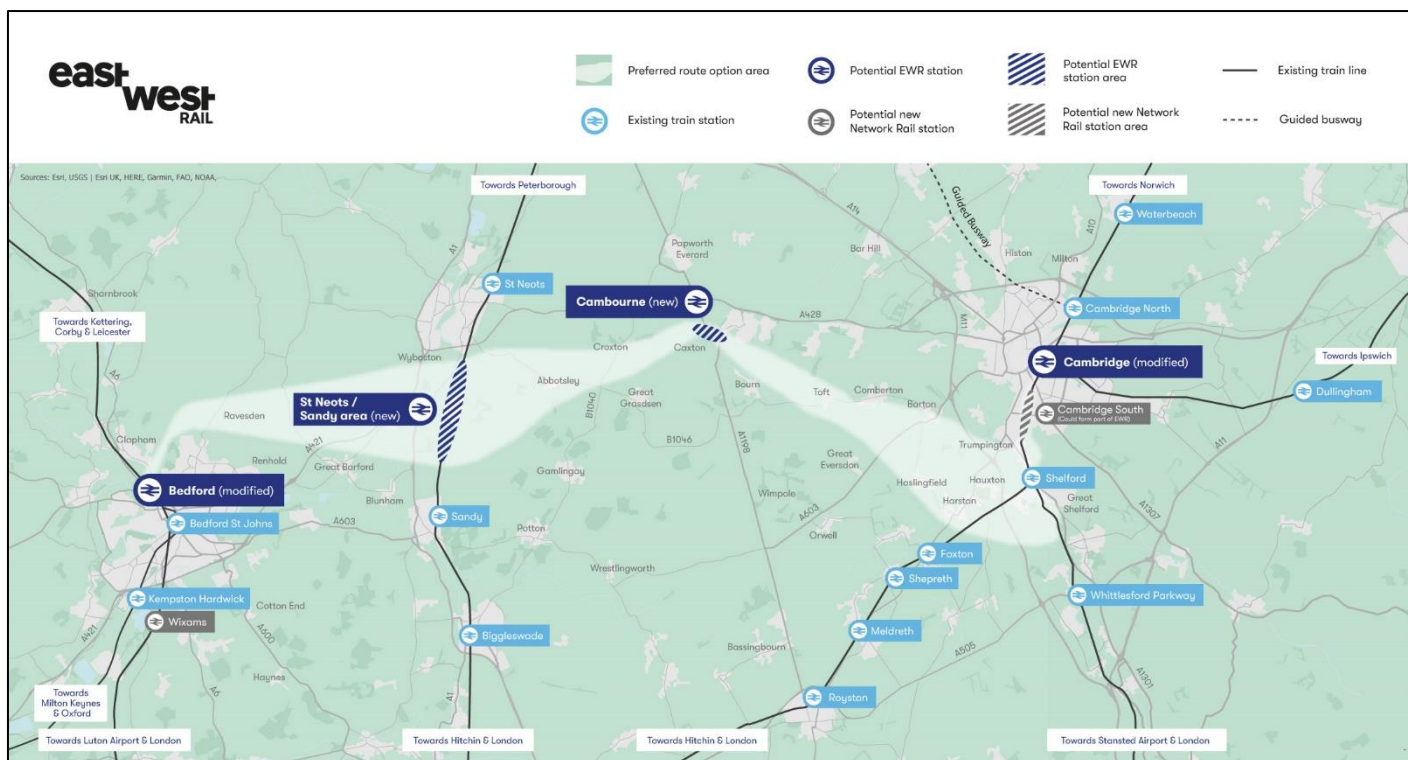 east
west
RAIL
Preferred route option area
Existing train station
Potential EWR station
Potential new
Network Rail station
Potential EWR
station area
Potential new Network
Rail station area
Existing train line
Guided busway
Sources: Esri, USGS | Esri UK, HERE, Garmin, FAO, NOAA,
Towards Peterborough
Towards Norwich
Waterbeach
Guided Busway
A14
A10
A1
Bar Hill
Histon
Milton
Papworth
Everard
St Neots
Sharnbrook
Cambourne (new)
Cambridge North
Towards Kettering,
Corby & Leicester
A428
M11
Wyboston
Croxton
Caxton
Cambridge (modified)
Towards Ipswich
A6
Abbotsley
Bourn
Toft
Comberton
Dullingham
St Neots /
Sandy area (new)
Great
Gransden
Barton
Cambridge South
(Could form part of EWR)
Ravesden
B1040
A11
Clapham
Renhold
A421
B1046
A1198
Trumpington
Great Barford
Gamlingay
Great
Eversdon
Bedford (modified)
Blunham
Wimpole
Haslingfield
Hauxton
Shelford
Harston
Great
Shelford
A1307
Bedford St Johns
A603
Sandy
Potton
A603
Orwell
Foxton
Wrestlingworth
Shepreth
Whittlesford Parkway
Kempston Hardwick
Cotton End
Wixams
A421
A600
Biggleswade
Meldreth
Bassingbourn
A505
Haynes
A6
A1
Royston
A1301
Towards
Milton Keynes
& Oxford
Towards Luton Airport & London
Towards Hitchin & London
Towards Hitchin & London
Towards Stansted Airport & London